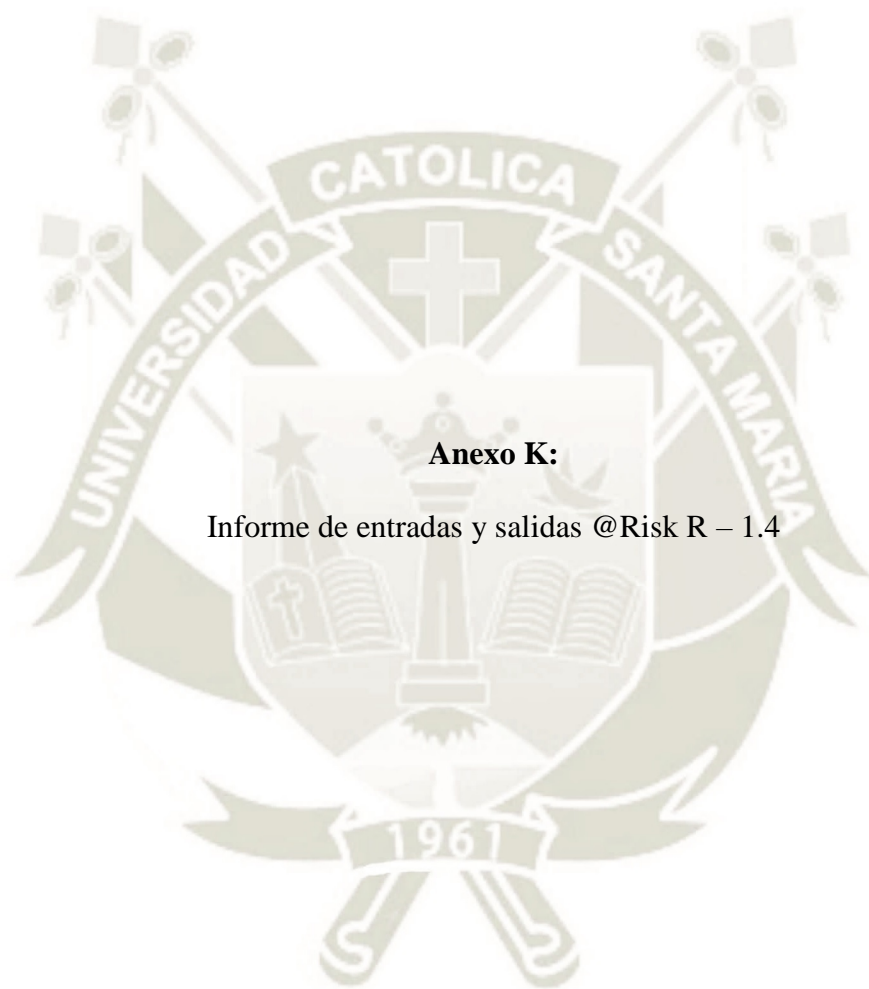 CATOLICA
UNIVERSIDAD
SANTA MARIA
Anexo K:
Informe de entradas y salidas @Risk R – 1.4
1961